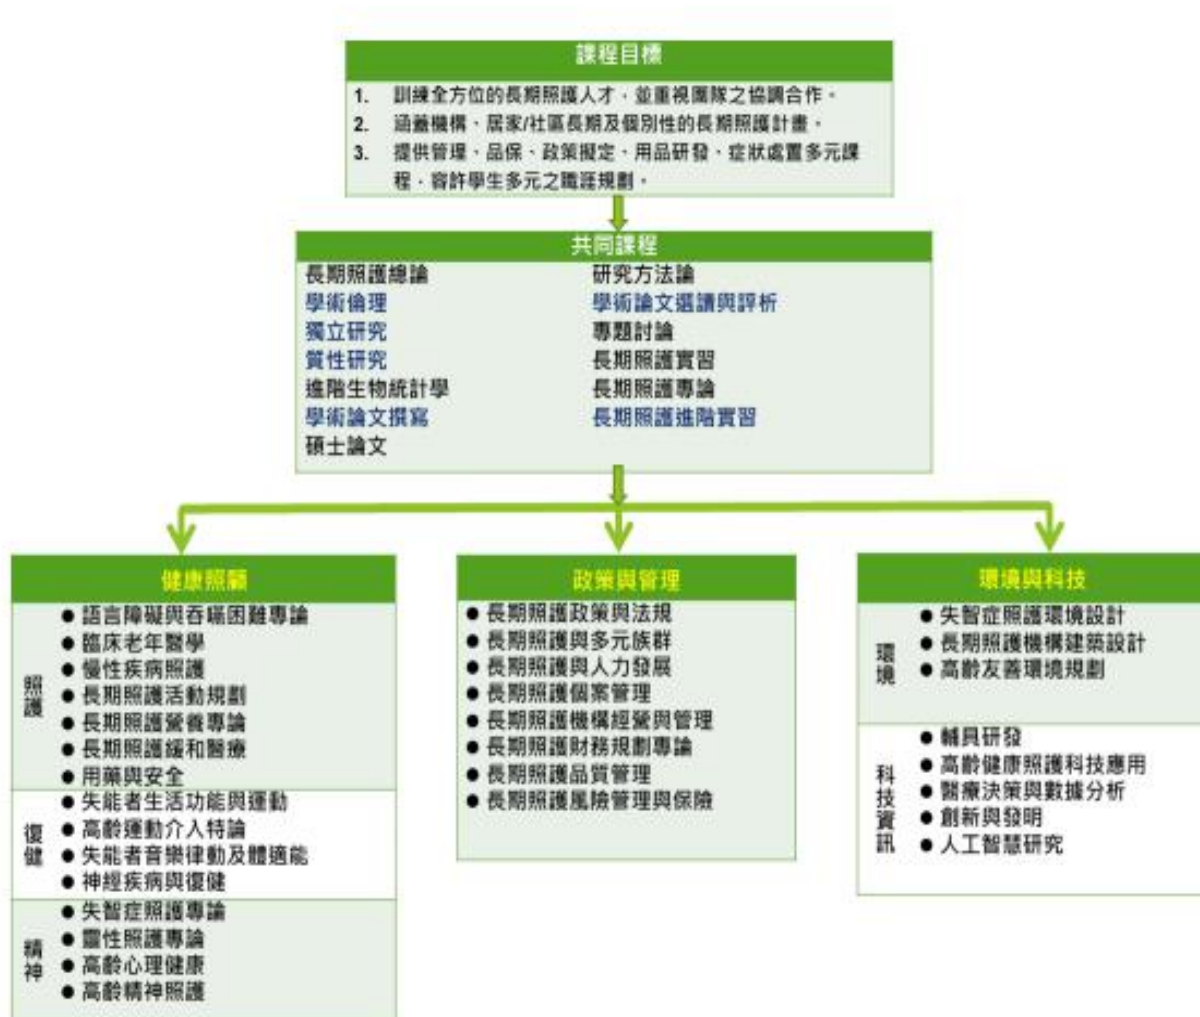 課程目標
1. 訓練全方位的長期照護人才，並重視團隊之協調合作。
2. 涵蓋機構、居家/社區長期及個別性的長期照護計畫。
3. 提供管理、品保、政策擬定、用品研發、症狀處置多元課
程，容許學生多元之職涯規劃。
共同課程
長期照護總論
學術倫理
獨立研究
質性研究
進階生物統計學
學術論文撰寫
碩士論文
研究方法論
學術論文選讀與評析
專題討論
長期照護實習
長期照護專論
長期照護進階實習
健康照顧
照護
● 語言障礙與吞嚥困難專論
● 臨床老年醫學
● 慢性疾病照護
● 長期照護活動規劃
● 長期照護營養專論
● 長期照護緩和醫療
● 用藥與安全
復健
● 失能者生活功能與運動
● 高齡運動介入特論
● 失能者音樂律動及體適能
● 神經疾病與復健
精神
● 失智症照護專論
● 靈性照護專論
● 高齡心理健康
● 高齡精神照護
政策與管理
● 長期照護政策與法規
● 長期照護與多元族群
● 長期照護與人力發展
● 長期照護個案管理
● 長期照護機構經營與管理
● 長期照護財務規劃專論
● 長期照護品質管理
● 長期照護風險管理與保險
環境與科技
環境
● 失智症照護環境設計
● 長期照護機構建築設計
● 高齡友善環境規劃
科技資訊
● 輔具研發
● 高齡健康照護科技應用
● 醫療決策與數據分析
● 創新與發明
● 人工智慧研究